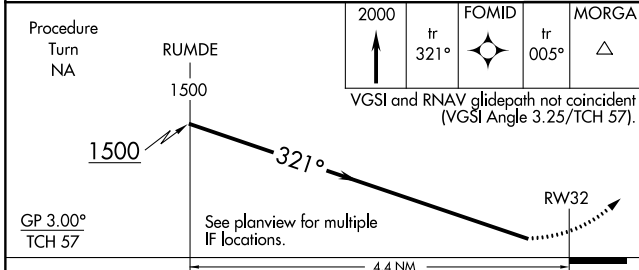 Procedure
Turn
NA
RUMDE
1500
1500
2000
tr
321°
FOMID
tr
005°
MORGA
VGSI and RNAV glidepath not coincident
(VGSI Angle 3.25/TCH 57).
321°
RW32
GP 3.00°
TCH 57
See planview for multiple
IF locations.
4.4 NM